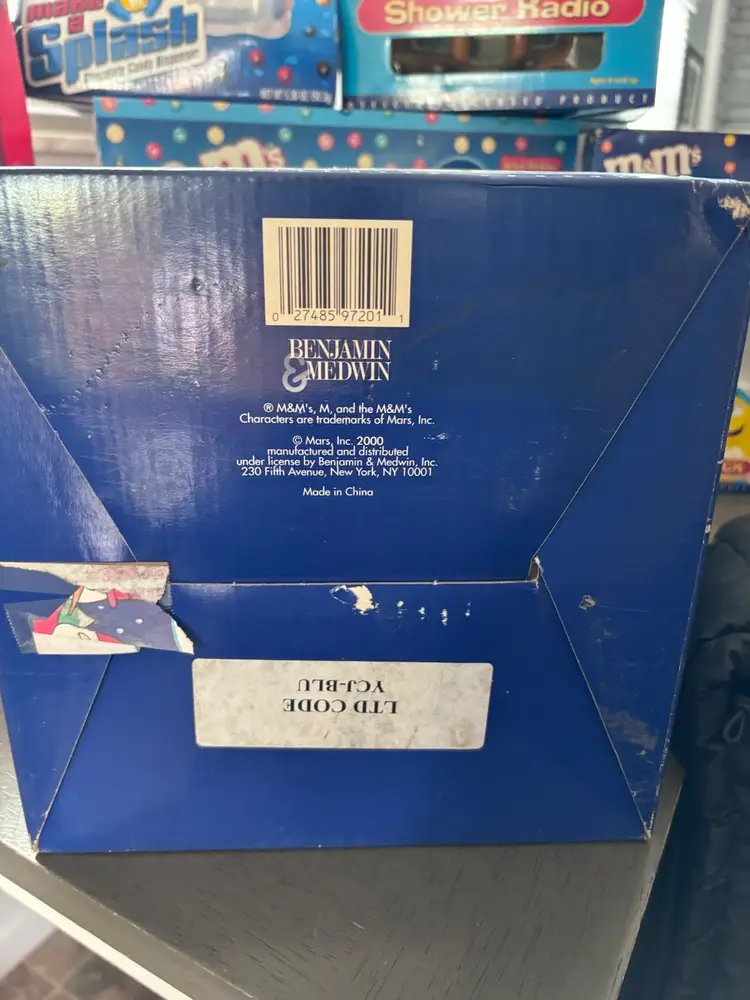 make
a
Splash
Shower Radio
m&m's
m&m's
0 27485 97201 1
BENJAMIN
& MEDWIN
® M&M's, M, and the M&M's
Characters are trademarks of Mars, Inc.
© Mars, Inc. 2000
manufactured and distributed
under license by Benjamin & Medwin, Inc.
230 Fifth Avenue, New York, NY 10001
Made in China
LTD CODE
YCJ-BLU